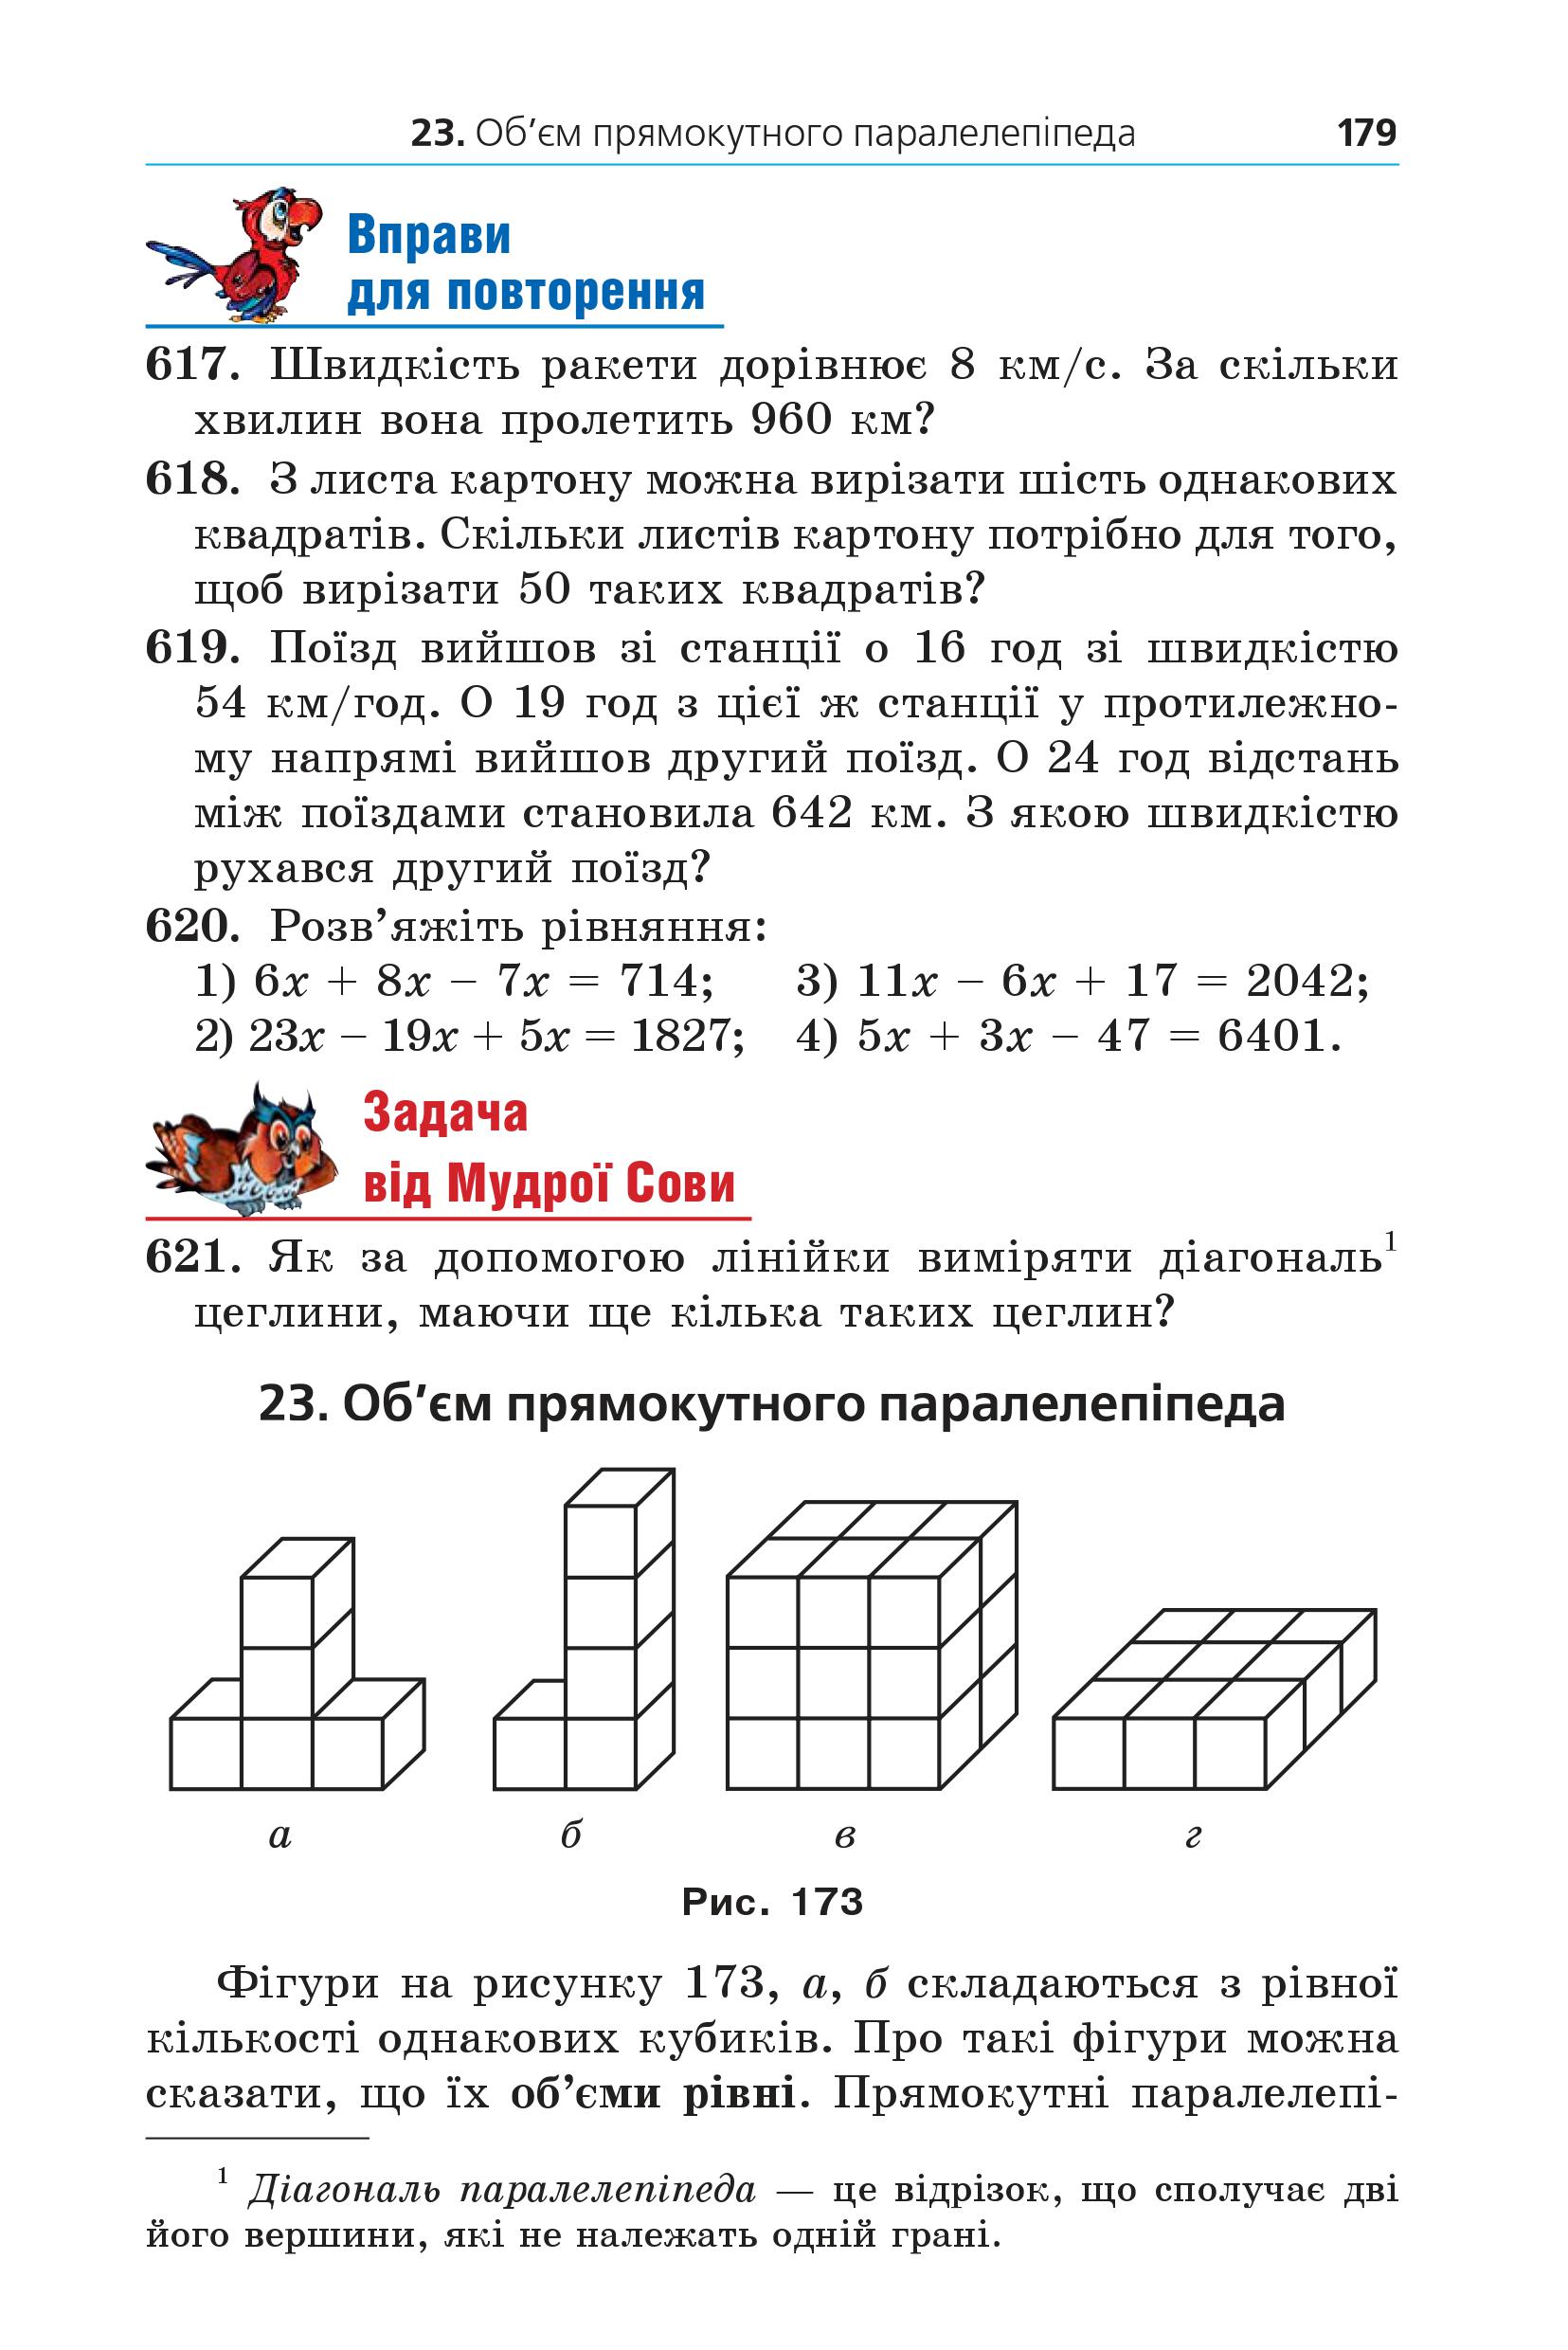 23. Об’єм прямокутного паралелепіпеда 179
Вправи
для повторення
617. Швидкість ракети дорівнює 8 км/с. За скільки
хвилин вона пролетить 960 км?
618. З листа картону можна вирізати шість однакових
квадратів. Скільки листів картону потрібно для того,
щоб вирізати 50 таких квадратів?
619. Поїзд вийшов зі станції о 16 год зі швидкістю
54 км/год. О 19 год з цієї ж станції у протилежно-
му напрямі вийшов другий поїзд. О 24 год відстань
між поїздами становила 642 км. З якою швидкістю
рухався другий поїзд?
620. Розв’яжіть рівняння:
1) 6x + 8x − 7x = 714; 3) 11x − 6x + 17 = 2042;
2) 23x − 19x + 5x = 1827; 4) 5x + 3x − 47 = 6401.
Задача
від Мудрої Сови
621. Як за допомогою лінійки виміряти діагональ¹
цеглини, маючи ще кілька таких цеглин?
23. Об’єм прямокутного паралелепіпеда
а б в г
Рис. 173
Фігури на рисунку 173, а, б складаються з рівної
кількості однакових кубиків. Про такі фігури можна
сказати, що їх об’єми рівні. Прямокутні паралелепі-
¹ Діагональ паралелепіпеда — це відрізок, що сполучає дві
його вершини, які не належать одній грані.